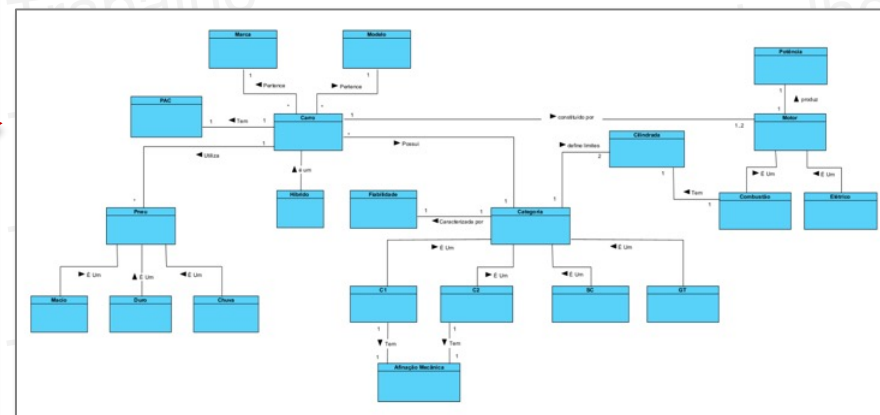 Marca
Modelo
Potência
1
1
Pertence
Pertence
1
produz
PAC
*
*
1
1
Tem
1
Carro
1
constituído por
1..2
Motor
1
*
Cilindrada
Utiliza
Possui
define limites
2
É Um
É Um
é um
1
Tem
*
Híbrido
Fiabilidade
1
1
1
Combustão
Elétrico
Pneu
1
1
Categoria
Caracterizada por
É Um
É Um
É Um
É Um
É Um
É Um
É Um
Macio
Duro
Chuva
C1
C2
SC
GT
1
1
Tem
Tem
1
1
Afinação Mecânica